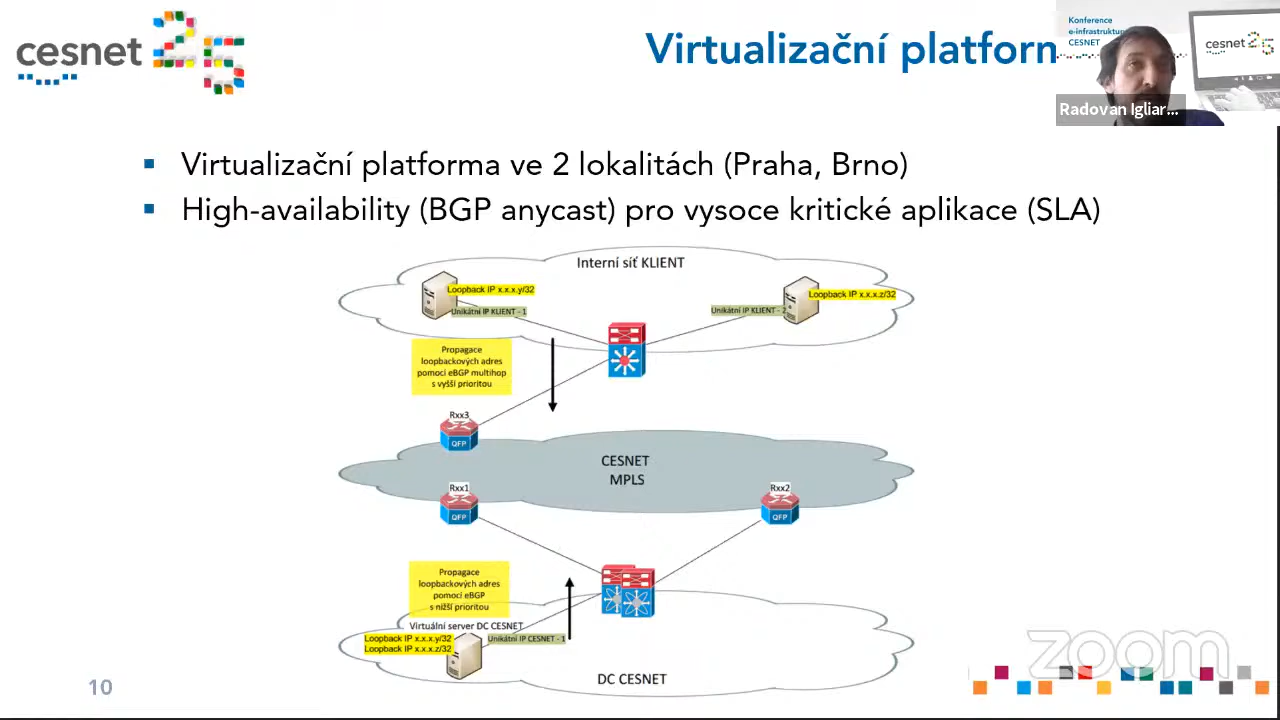 cesnet 25
Virtualizační platform
Konference
e-infrastruktu
CESNET
cesnet 25
Radovan Igliar...
Virtualizační platforma ve 2 lokalitách (Praha, Brno)
High-availability (BGP anycast) pro vysoce kritické aplikace (SLA)
Interní síť KLIENT
Loopback IP x.x.x.y/32
Unikátní IP KLIENT - 1
Loopback IP x.x.x.z/32
Unikátní IP KLIENT - 2
Propagace
loopbackových adres
pomocí eBGP multihop
s vyšší prioritou
Rxx3
QFP
CESNET
MPLS
Rxx1
QFP
Rxx2
QFP
Propagace
loopbackových adres
pomocí eBGP
s nižší prioritou
Virtuální server DC CESNET
Loopback IP x.x.x.y/32
Loopback IP x.x.x.z/32
Unikátní IP CESNET - 1
DC CESNET
zoom
10